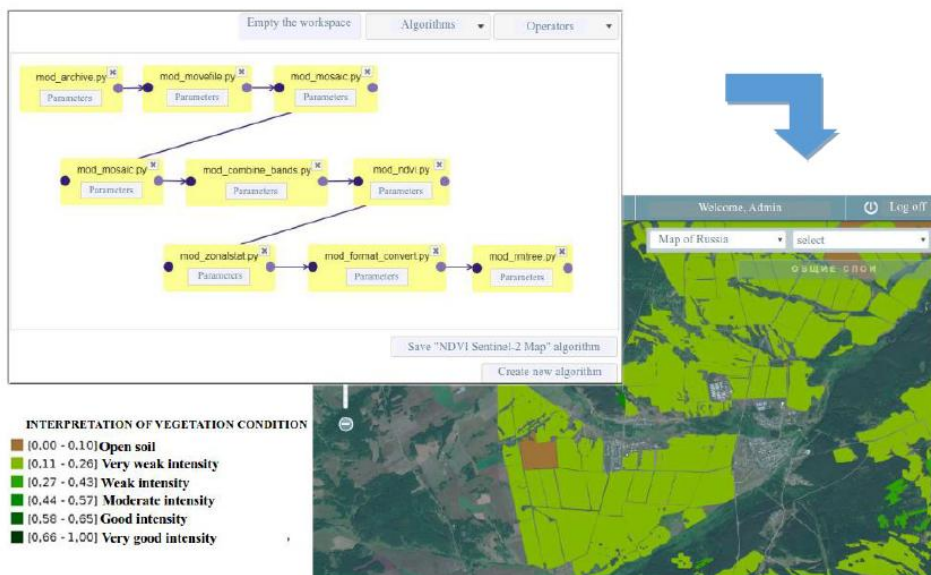 Empty the workspace
Algorithms
Operators
mod_archive.py
Parameters
mod_movefile.py
Parameters
mod_mosaic.py
Parameters
mod_mosaic.py
Parameters
mod_combine_bands.py
Parameters
mod_ndvi.py
Parameters
mod_zonalstat.py
Parameters
mod_format_convert.py
Parameters
mod_rmtree.py
Parameters
Save "NDVI Sentinel-2 Map" algorithm
Create new algorithm
Welcome, Admin
Log off
Map of Russia
select
ОБЩИЕ СЛОИ
INTERPRETATION OF VEGETATION CONDITION
[0.00 - 0.10] Open soil
[0.11 - 0.26] Very weak intensity
[0.27 - 0.43] Weak intensity
[0.44 - 0.57] Moderate intensity
[0.58 - 0.65] Good intensity
[0,66 - 1,00] Very good intensity